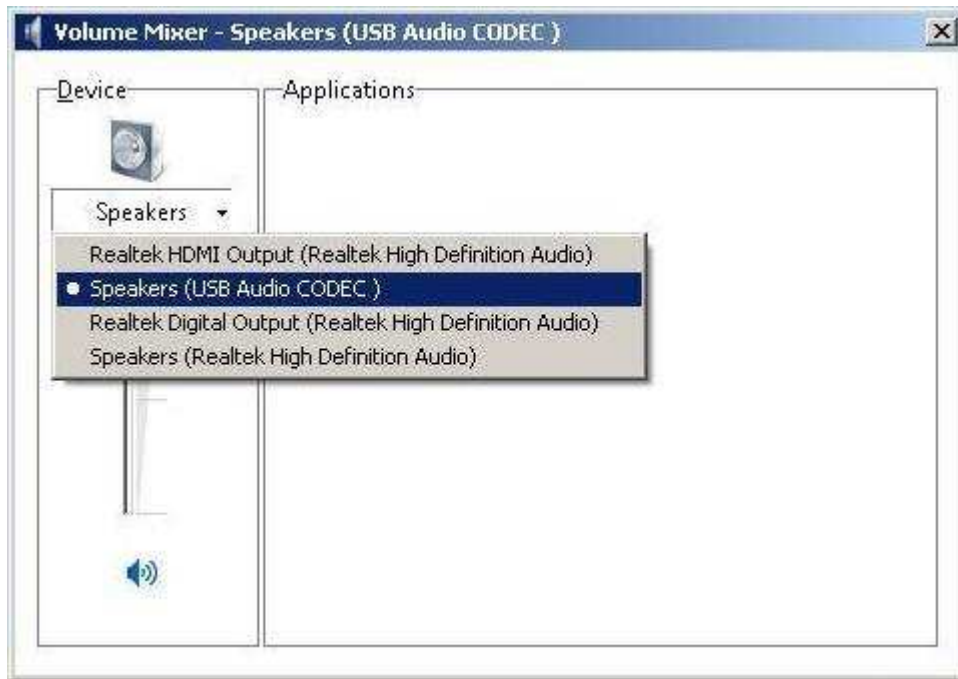 Volume Mixer - Speakers (USB Audio CODEC )
Device
Applications
Speakers
Realtek HDMI Output (Realtek High Definition Audio)
Speakers (USB Audio CODEC )
Realtek Digital Output (Realtek High Definition Audio)
Speakers (Realtek High Definition Audio)